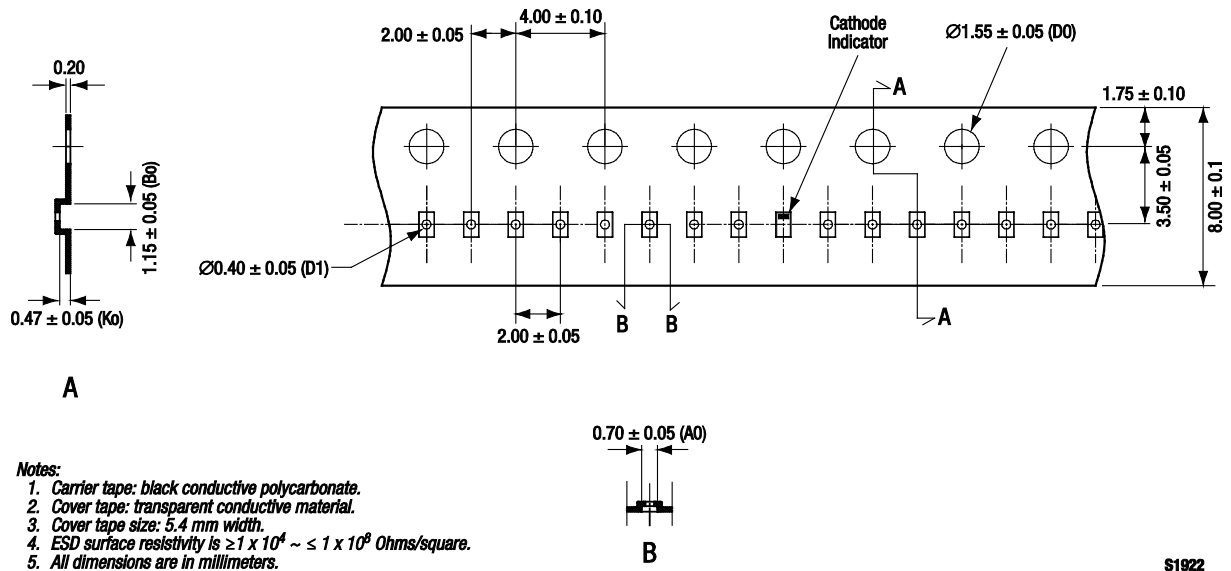 4.00 ± 0.10
2.00 ± 0.05
Cathode
Indicator
Ø1.55 ± 0.05 (D0)
0.20
A
1.75 ± 0.10
1.15 ± 0.05 (Bo)
3.50 ± 0.05
8.00 ± 0.1
Ø0.40 ± 0.05 (D1)
0.47 ± 0.05 (Ko)
B B
A
2.00 ± 0.05
A
0.70 ± 0.05 (A0)
B
Notes:
1. Carrier tape: black conductive polycarbonate.
2. Cover tape: transparent conductive material.
3. Cover tape size: 5.4 mm width.
4. ESD surface resistivity is ≥1 x 10⁴ ~ ≤ 1 x 10⁸ Ohms/square.
5. All dimensions are in millimeters.
S1922